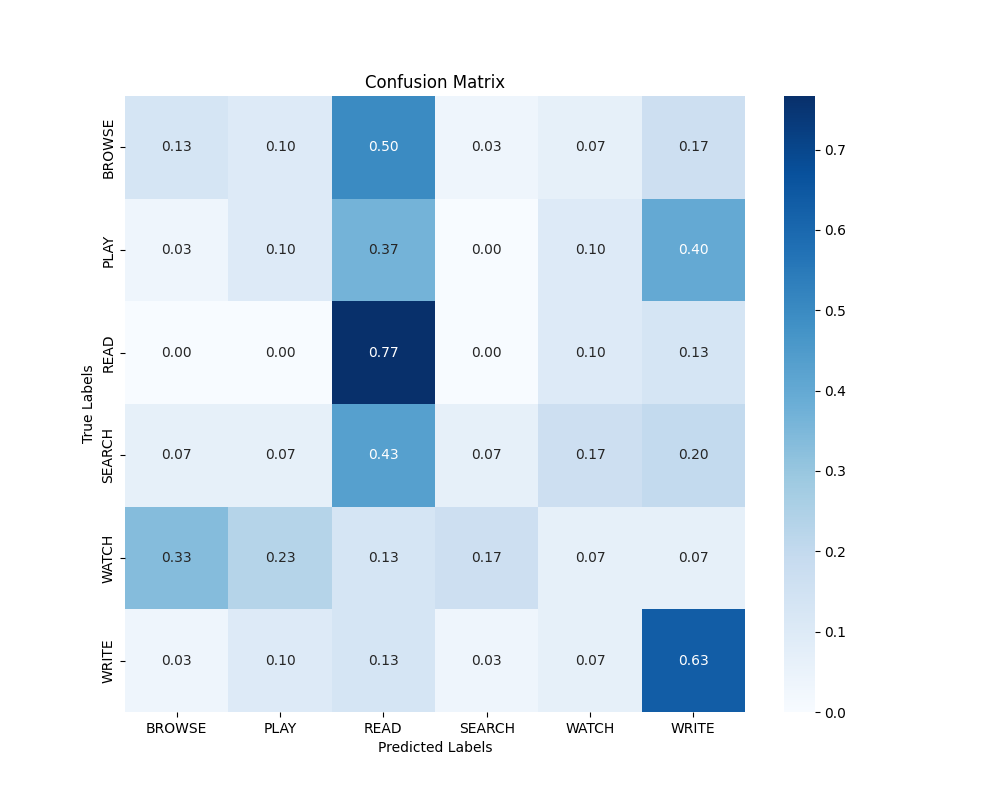 Confusion Matrix
True Labels
BROWSE 0.13 0.10 0.50 0.03 0.07 0.17
PLAY 0.03 0.10 0.37 0.00 0.10 0.40
READ 0.00 0.00 0.77 0.00 0.10 0.13
SEARCH 0.07 0.07 0.43 0.07 0.17 0.20
WATCH 0.33 0.23 0.13 0.17 0.07 0.07
WRITE 0.03 0.10 0.13 0.03 0.07 0.63
BROWSE PLAY READ SEARCH WATCH WRITE
Predicted Labels
0.7
0.6
0.5
0.4
0.3
0.2
0.1
0.0